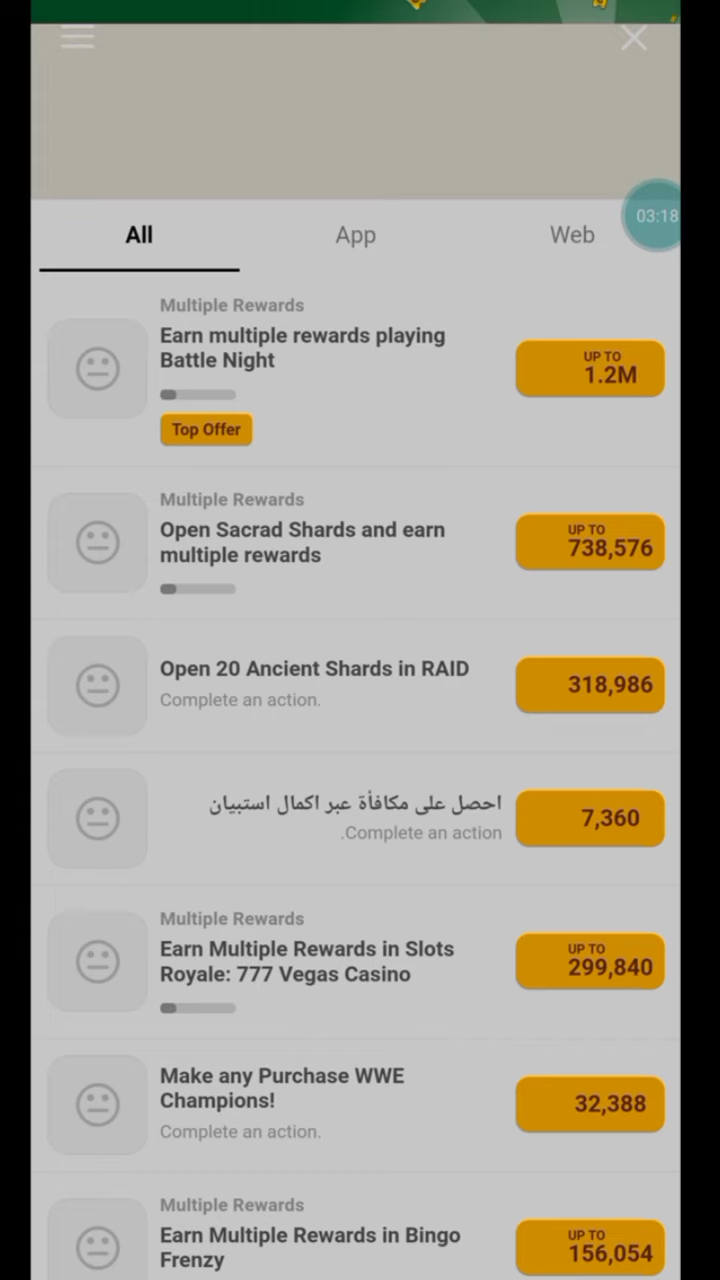 All
App
Web
03:18
Multiple Rewards
Earn multiple rewards playing
Battle Night
Top Offer
UP TO
1.2M
Multiple Rewards
Open Sacrad Shards and earn
multiple rewards
UP TO
738,576
Open 20 Ancient Shards in RAID
Complete an action.
318,986
احصل على مكافأة عبر اكمال استبيان
.Complete an action
7,360
Multiple Rewards
Earn Multiple Rewards in Slots
Royale: 777 Vegas Casino
UP TO
299,840
Make any Purchase WWE
Champions!
Complete an action.
32,388
Multiple Rewards
Earn Multiple Rewards in Bingo
Frenzy
UP TO
156,054